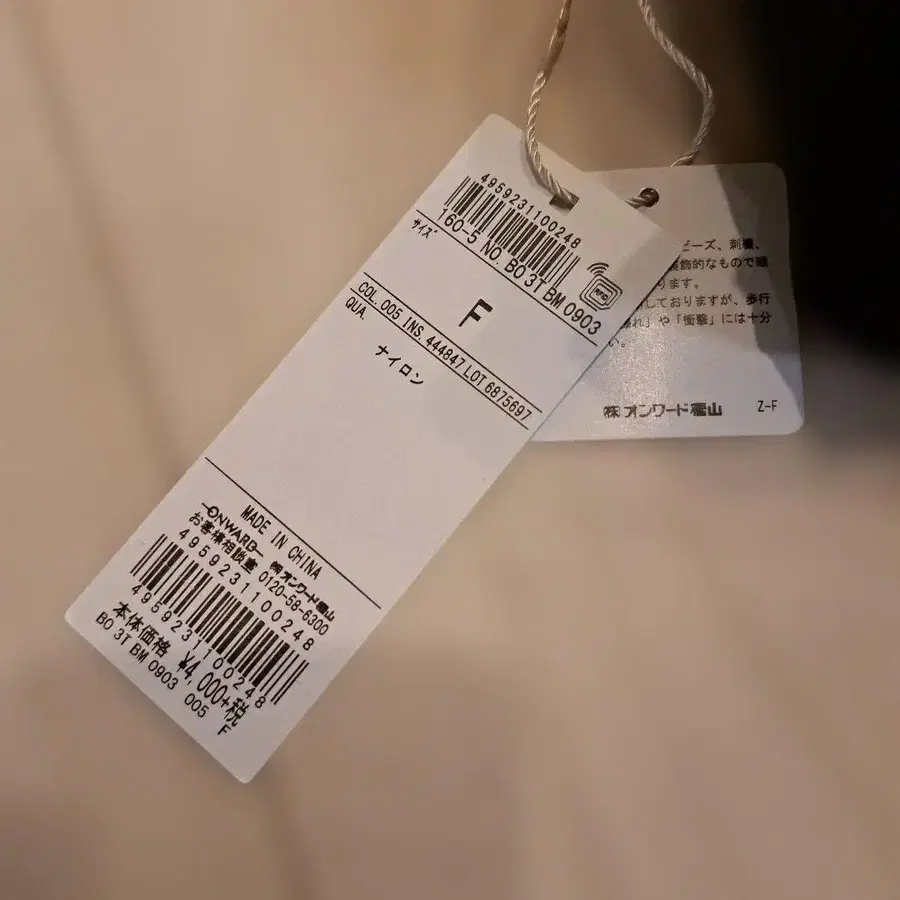 4959231100248
160-5 NO. BO 3T BM 0903
サイズ
RFID
F
COL. 005 INS. 444847 LOT 6875697
QUA.
ナイロン
MADE IN CHINA
ONWARD ㈱オンワード樫山
お客様相談室 0120-58-6300
4959231100248
4959231100248
本体価格 ¥4,000+税
BO 3T BM 0903 005 F
ビーズ、刺繍、
装飾的なもので
ります。
しておりますが、歩行
や「衝撃」には十分
い。
㈱オンワード樫山 Z-F